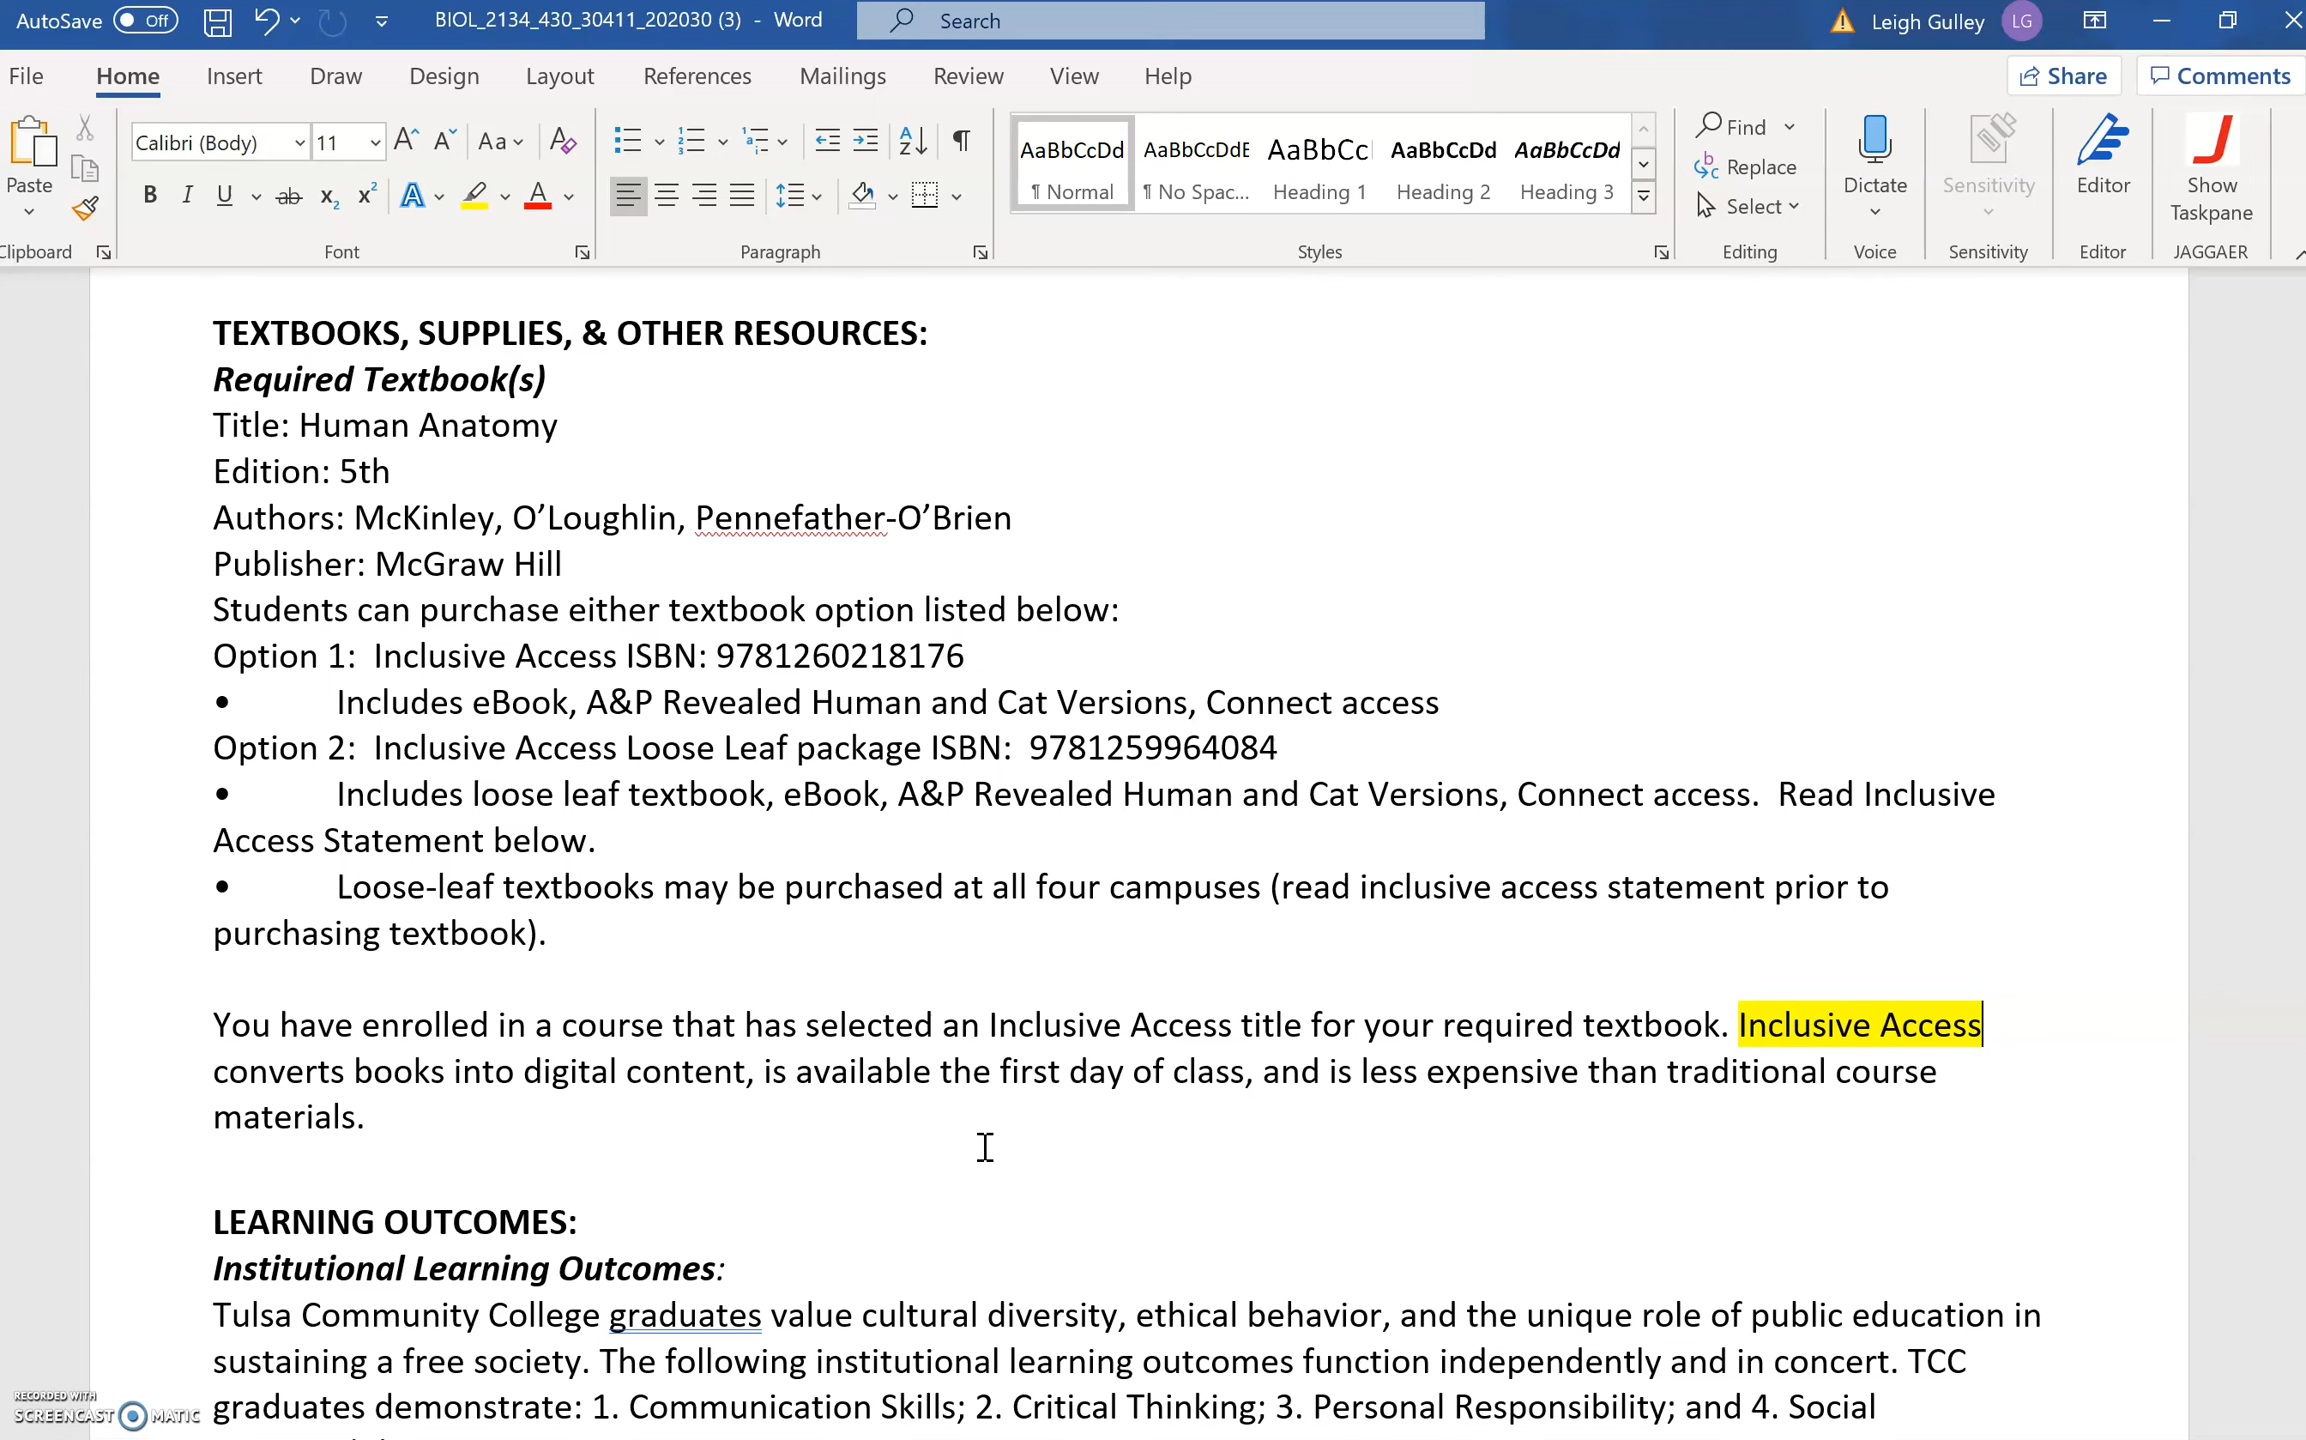 AutoSave Off BIOL_2134_430_30411_202030 (3) - Word Search Leigh Gulley LG
File Home Insert Draw Design Layout References Mailings Review View Help Share Comments
Calibri (Body) 11 Aa AaBbCcDd AaBbCcDdE AaBbCc AaBbCcDd AaBbCcDd Find
Paste Normal No Spac... Heading 1 Heading 2 Heading 3 Replace Dictate Sensitivity Editor Show Taskpane
Select
Clipboard Font Paragraph Styles Editing Voice Sensitivity Editor JAGGAER
TEXTBOOKS, SUPPLIES, & OTHER RESOURCES:
Required Textbook(s)
Title: Human Anatomy
Edition: 5th
Authors: McKinley, O’Loughlin, Pennefather-O’Brien
Publisher: McGraw Hill
Students can purchase either textbook option listed below:
Option 1:  Inclusive Access ISBN: 9781260218176
• Includes eBook, A&P Revealed Human and Cat Versions, Connect access
Option 2:  Inclusive Access Loose Leaf package ISBN:  9781259964084
• Includes loose leaf textbook, eBook, A&P Revealed Human and Cat Versions, Connect access.  Read Inclusive
Access Statement below.
• Loose-leaf textbooks may be purchased at all four campuses (read inclusive access statement prior to
purchasing textbook).
You have enrolled in a course that has selected an Inclusive Access title for your required textbook. Inclusive Access
converts books into digital content, is available the first day of class, and is less expensive than traditional course
materials.
LEARNING OUTCOMES:
Institutional Learning Outcomes:
Tulsa Community College graduates value cultural diversity, ethical behavior, and the unique role of public education in
sustaining a free society. The following institutional learning outcomes function independently and in concert. TCC
graduates demonstrate: 1. Communication Skills; 2. Critical Thinking; 3. Personal Responsibility; and 4. Social
RECORDED WITH
SCREENCAST MATIC